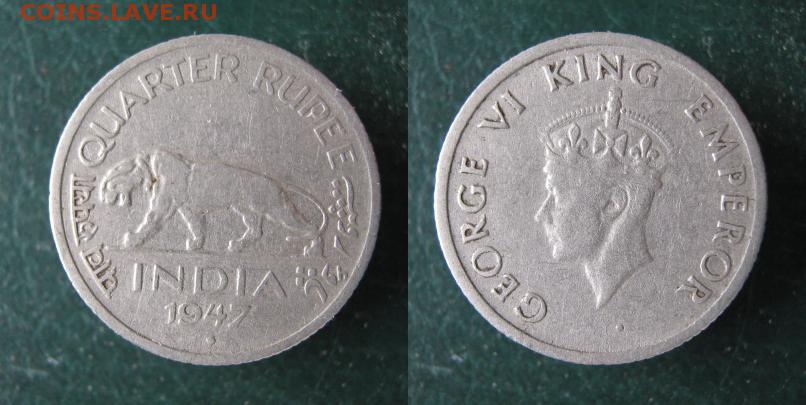 COINS.LAVE.RU
QUARTER RUPEE
INDIA
1947
GEORGE VI KING EMPEROR